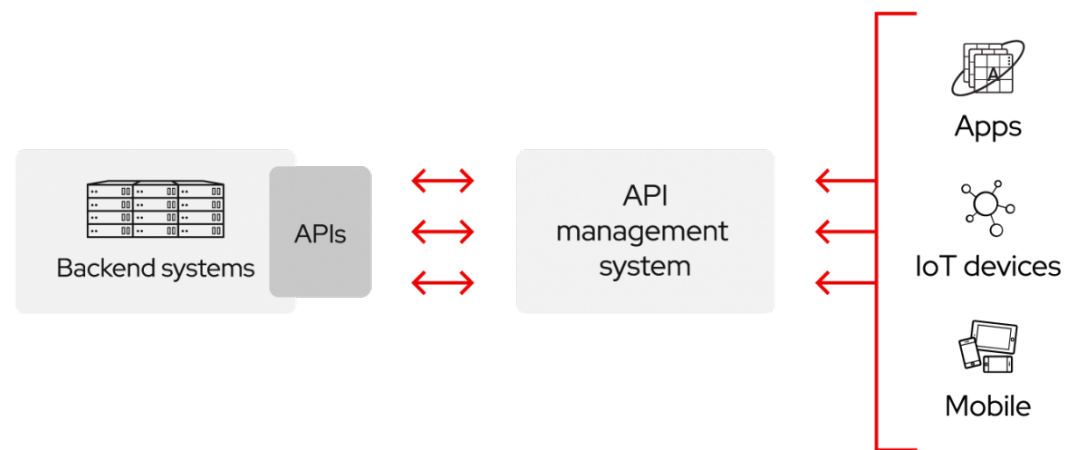 Backend systems
APIs
API
management
system
A
Apps
IoT devices
Mobile